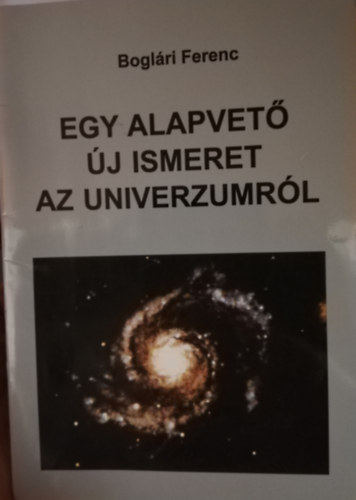 Boglári Ferenc
EGY ALAPVETŐ
ÚJ ISMERET
AZ UNIVERZUMRÓL